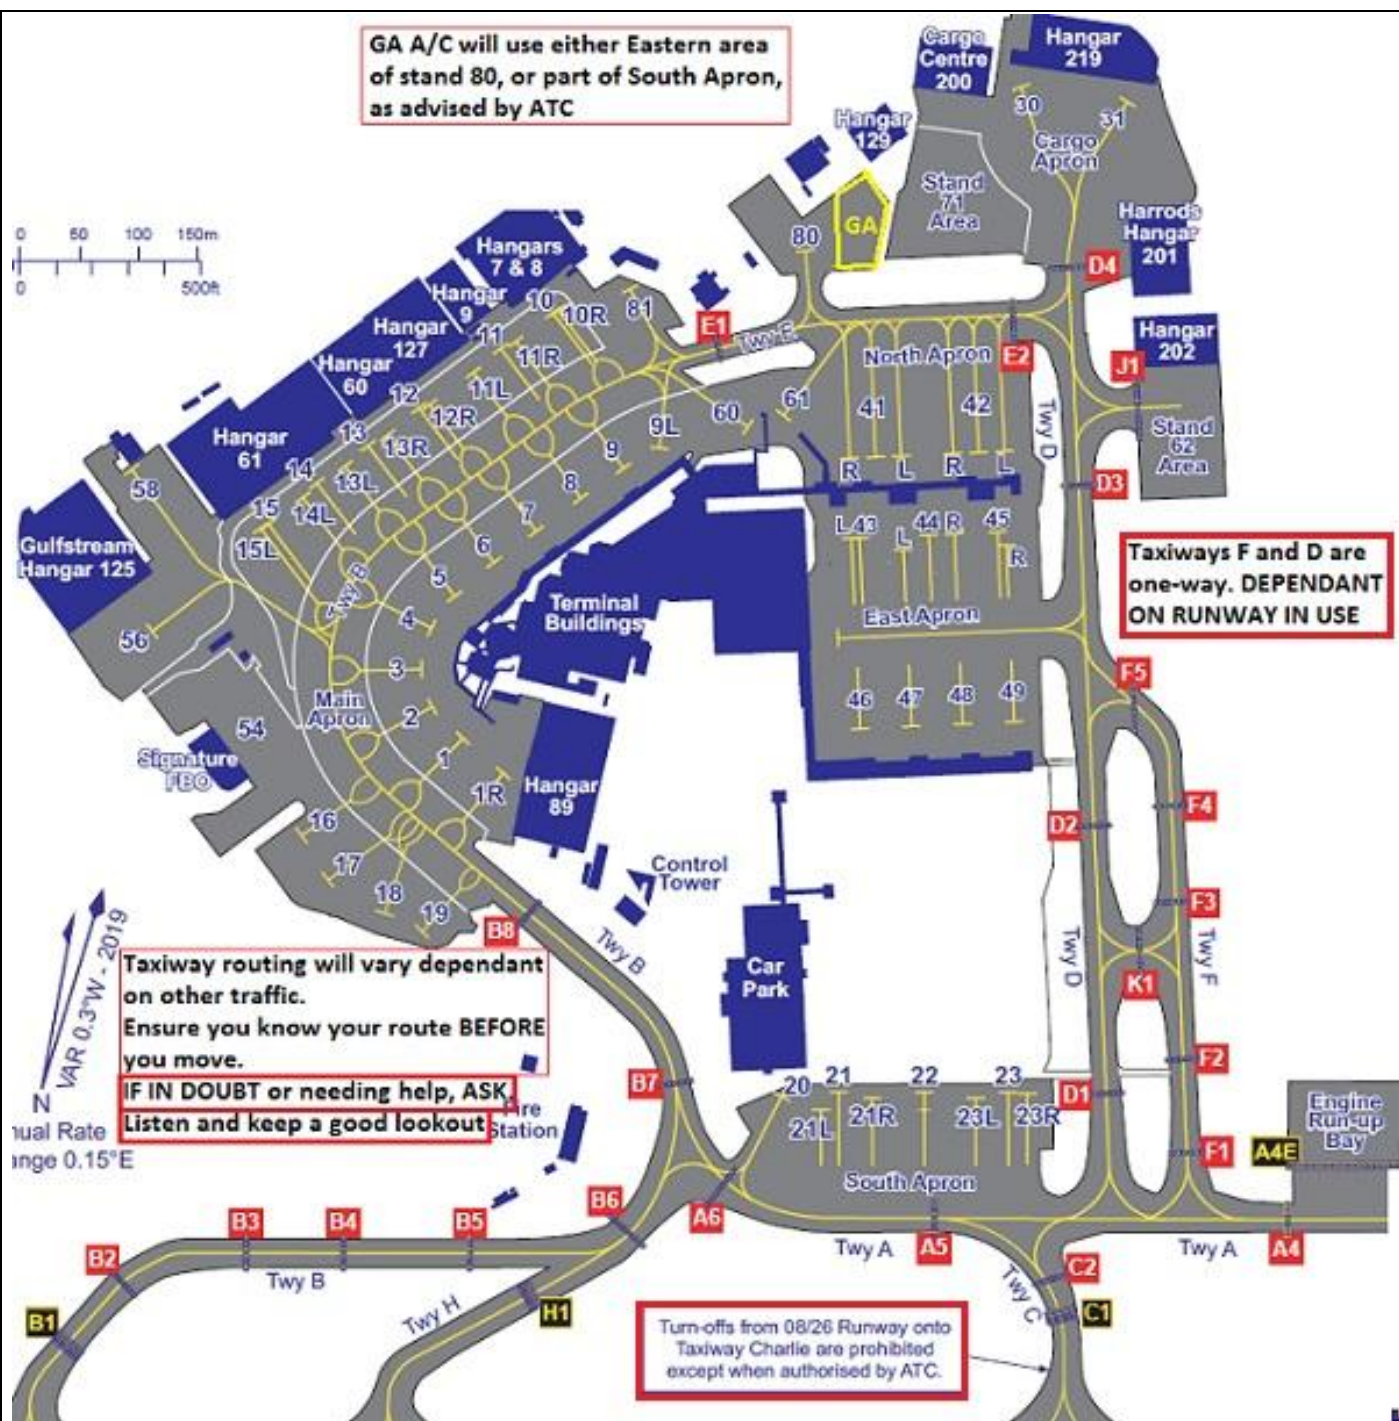 GA A/C will use either Eastern area
of stand 80, or part of South Apron,
as advised by ATC
Cargo
Centre
200
Hangar
219
Hangar
129
30
31
Cargo
Apron
Stand
71
Area
GA
80
Harrods
Hangar
201
D4
0 50 100 150m
0 500ft
Hangars
7 & 8
Hangar
9
Hangar
127
Hangar
60
Hangar
61
10
10R
81
E1
Twy E
11
11R
North Apron
E2
Hangar
202
J1
12
11L
12R
60
61
41
42
Twy D
Stand
62
Area
13
13R
9L
9
14
13L
8
R
L
R
L
D3
58
15
14L
7
15L
6
L 43
L
44
R
45
R
Gulfstream
Hangar 125
Taxiways F and D are
one-way. DEPENDANT
ON RUNWAY IN USE
5
Twy B
4
Terminal
Buildings
East Apron
56
3
F5
46
47
48
49
Main
Apron
2
54
1
Signature
FBO
Hangar
89
1R
16
F4
D2
17
18
19
Control
Tower
F3
B8
Twy B
Car
Park
Twy D
Twy F
K1
VAR 0.3°W - 2019
N
nual Rate
ange 0.15°E
Taxiway routing will vary dependant
on other traffic.
Ensure you know your route BEFORE
you move.
IF IN DOUBT or needing help, ASK.
Listen and keep a good lookout
Fire
Station
B7
F2
20
21
22
23
D1
21L
21R
23L
23R
Engine
Run-up
Bay
F1
A4E
South Apron
B6
A6
B3
B4
B5
B2
Twy B
Twy A
A5
Twy A
A4
C2
Twy C
C1
B1
Twy H
H1
Turn-offs from 08/26 Runway onto
Taxiway Charlie are prohibited
except when authorised by ATC.